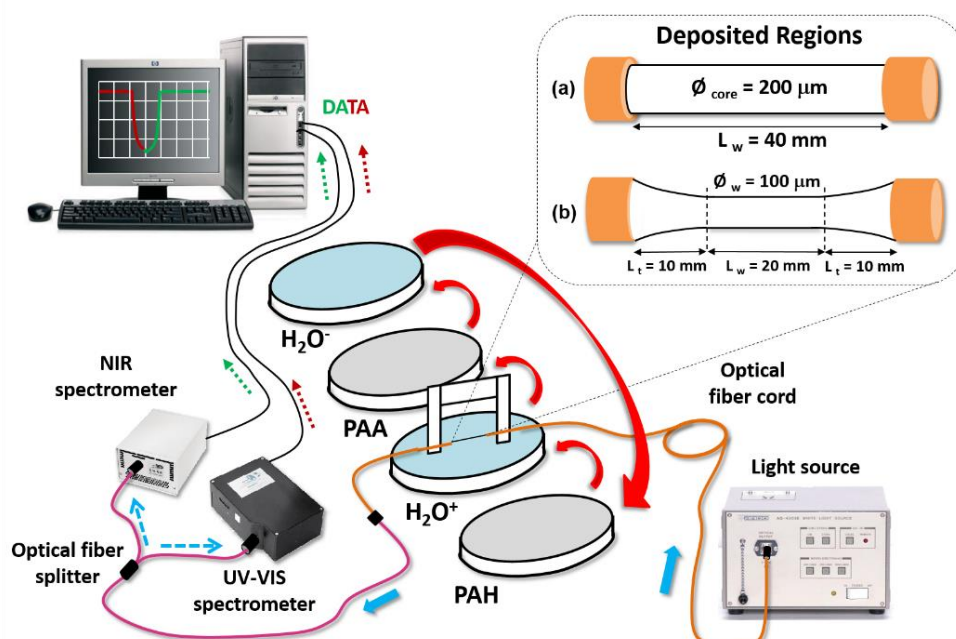 Deposited Regions
(a)
Ø core = 200 μm
L w = 40 mm
Ø w = 100 μm
(b)
L t = 10 mm
L w = 20 mm
L t = 10 mm
DATA
H₂O⁻
NIR
spectrometer
PAA
Optical
fiber cord
H₂O⁺
Light source
Optical fiber
splitter
UV-VIS
spectrometer
PAH